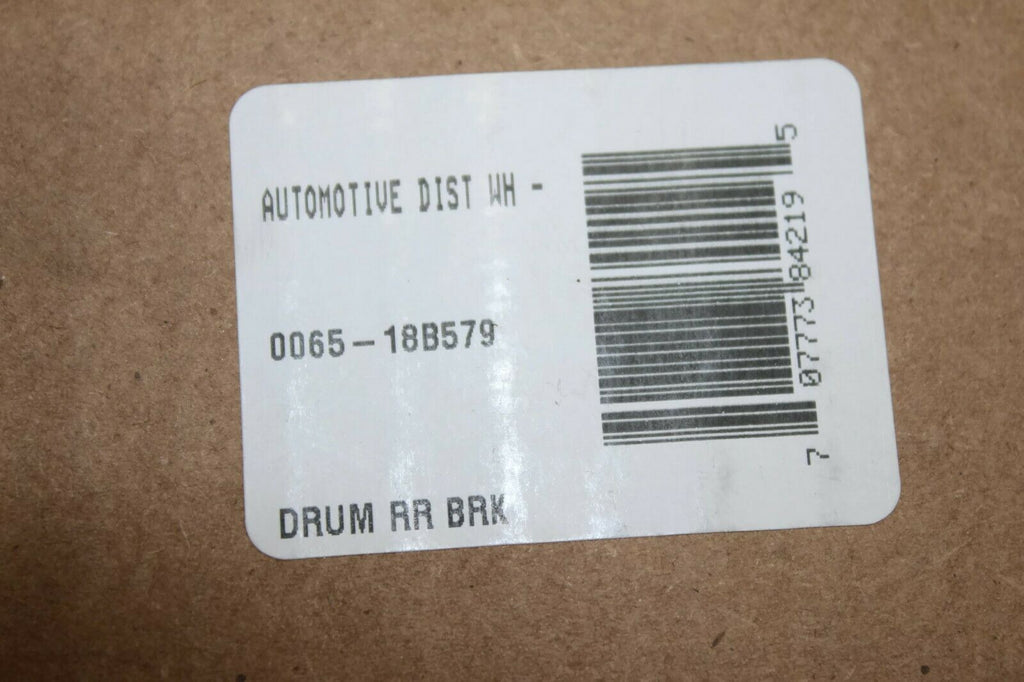 AUTOMOTIVE DIST WH -
0065-18B579
DRUM RR BRK
7 07773 84219 5